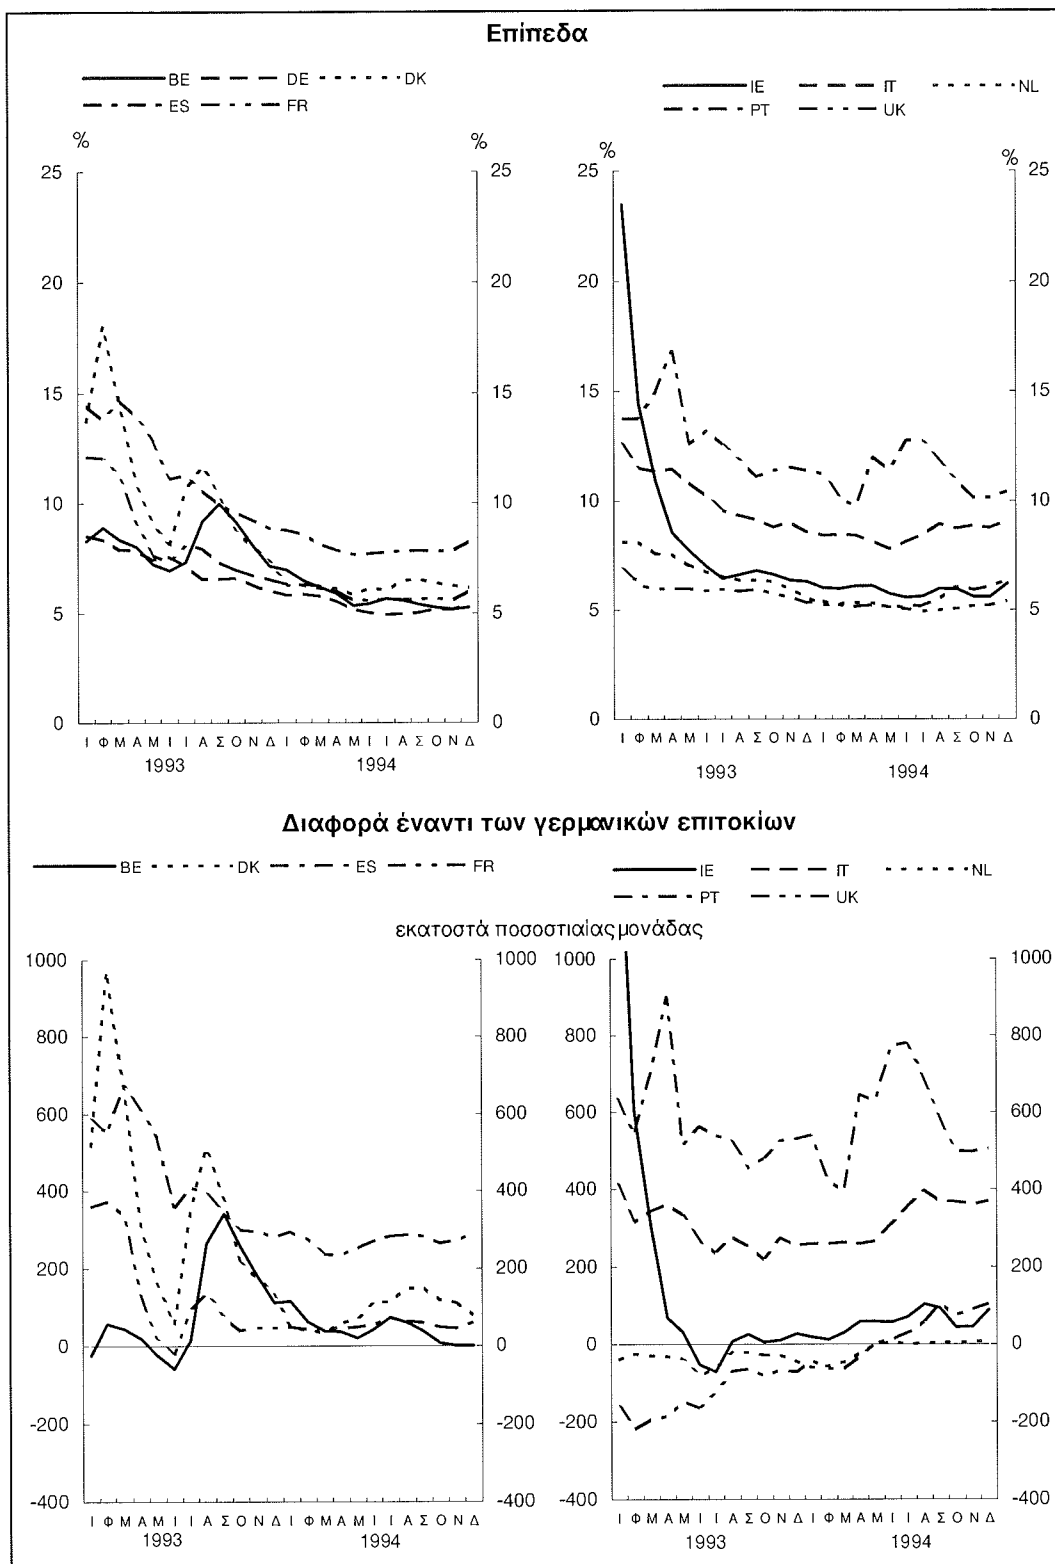 Επίπεδα
BE DE DK
ES FR
IE IT NL
PT UK
% %
25 25
20 20
15 15
10 10
5 5
0 0
Ι Φ Μ Α Μ Ι Ι Α Σ Ο Ν Δ Ι Φ Μ Α Μ Ι Ι Α Σ Ο Ν Δ
1993 1994
% %
25 25
20 20
15 15
10 10
5 5
0 0
Ι Φ Μ Α Μ Ι Ι Α Σ Ο Ν Δ Ι Φ Μ Α Μ Ι Ι Α Σ Ο Ν Δ
1993 1994
Διαφορά έναντι των γερμανικών επιτοκίων
BE DK ES FR
IE IT NL
PT UK
εκατοστά ποσοστιαίας μονάδας
1000 1000
800 800
600 600
400 400
200 200
0 0
-200 -200
-400 -400
Ι Φ Μ Α Μ Ι Ι Α Σ Ο Ν Δ Ι Φ Μ Α Μ Ι Ι Α Σ Ο Ν Δ
1993 1994
1000 1000
800 800
600 600
400 400
200 200
0 0
-200 -200
-400 -400
Ι Φ Μ Α Μ Ι Ι Α Σ Ο Ν Δ Ι Φ Μ Α Μ Ι Ι Α Σ Ο Ν Δ
1993 1994